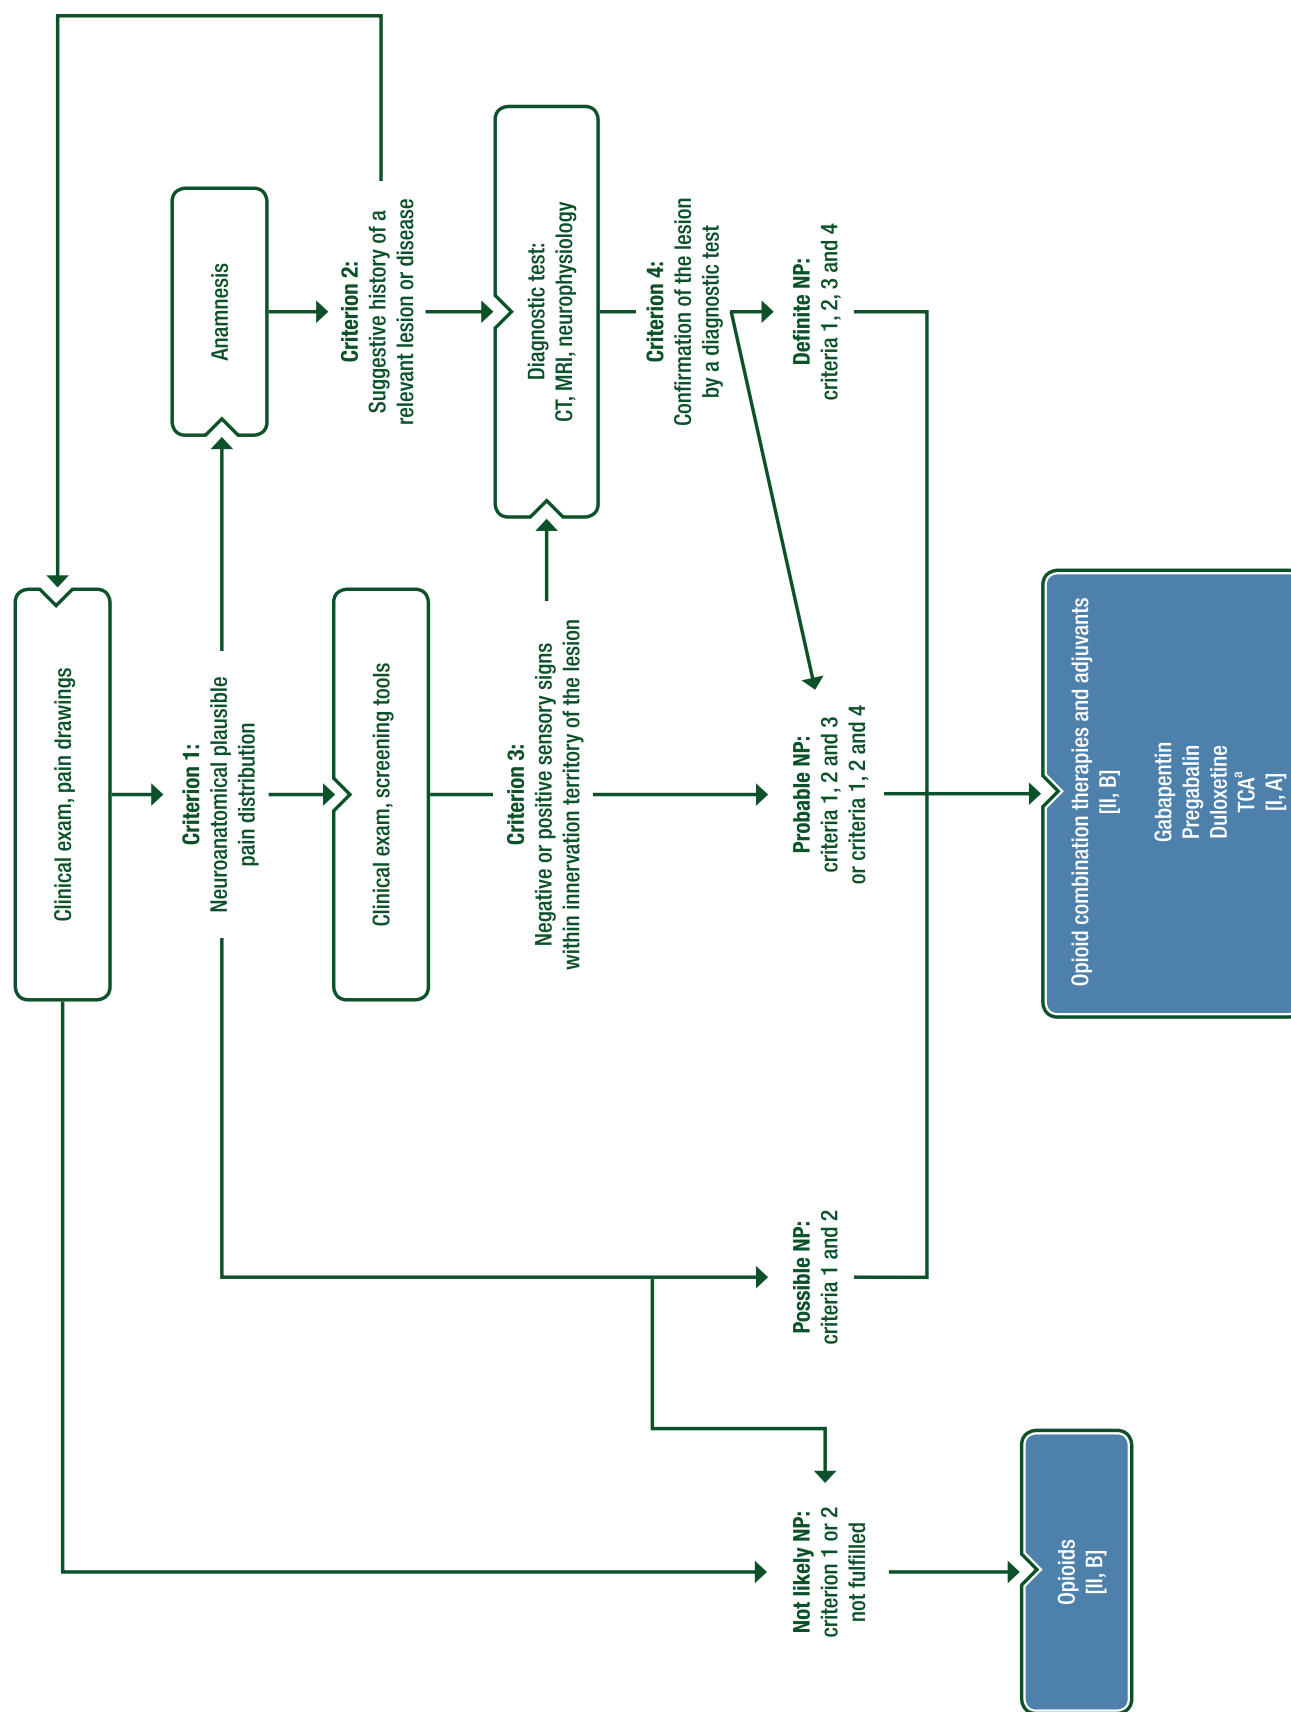 Clinical exam, pain drawings
Criterion 1:
Neuroanatomical plausible
pain distribution
Anamnesis
Criterion 2:
Suggestive history of a
relevant lesion or disease
Clinical exam, screening tools
Criterion 3:
Negative or positive sensory signs
within innervation territory of the lesion
Diagnostic test:
CT, MRI, neurophysiology
Criterion 4:
Confirmation of the lesion
by a diagnostic test
Not likely NP:
criterion 1 or 2
not fulfilled
Possible NP:
criteria 1 and 2
Probable NP:
criteria 1, 2 and 3
or criteria 1, 2 and 4
Definite NP:
criteria 1, 2, 3 and 4
Opioids
[II, B]
Opioid combination therapies and adjuvants
[II, B]
Gabapentin
Pregabalin
Duloxetine
TCAᵃ
[I, A]